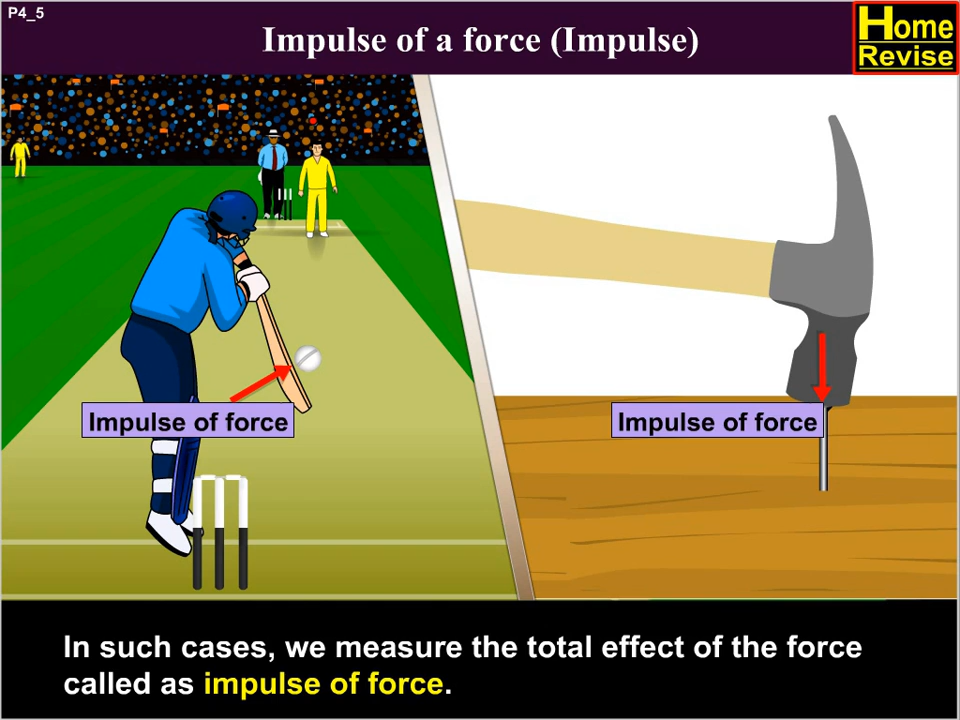 P4_5
Impulse of a force (Impulse)
Home
Revise
Impulse of force
Impulse of force
In such cases, we measure the total effect of the force
called as impulse of force.